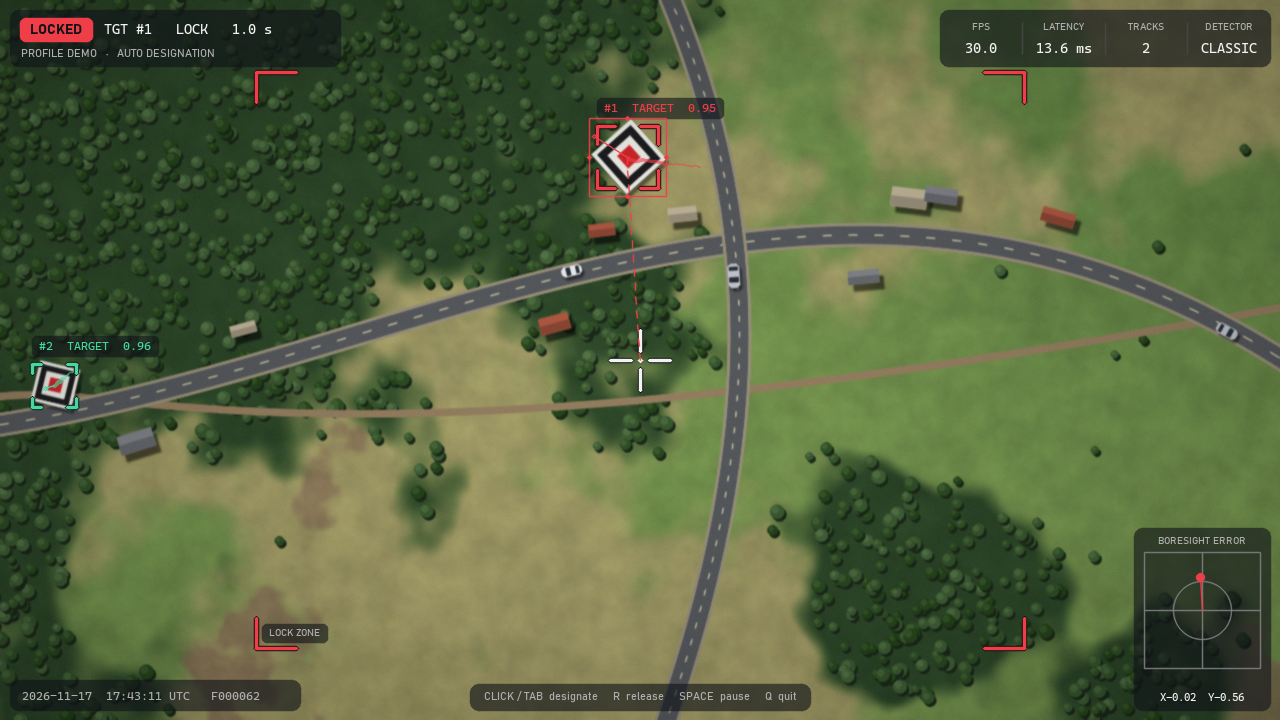 LOCKED TGT #1 LOCK 1.0 s
PROFILE DEMO · AUTO DESIGNATION
FPS LATENCY TRACKS DETECTOR
30.0 13.6 ms 2 CLASSIC
#1 TARGET 0.95
#2 TARGET 0.96
LOCK ZONE
BORESIGHT ERROR
X−0.02 Y−0.56
2026−11−17 17:43:11 UTC F000062
CLICK / TAB designate R release SPACE pause Q quit